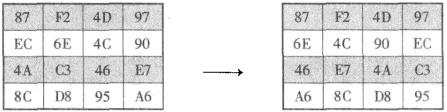 87 F2 4D 97 87 F2 4D 97
EC 6E 4C 90 6E 4C 90 EC
4A C3 46 E7 46 E7 4A C3
8C D8 95 A6 A6 8C D8 95